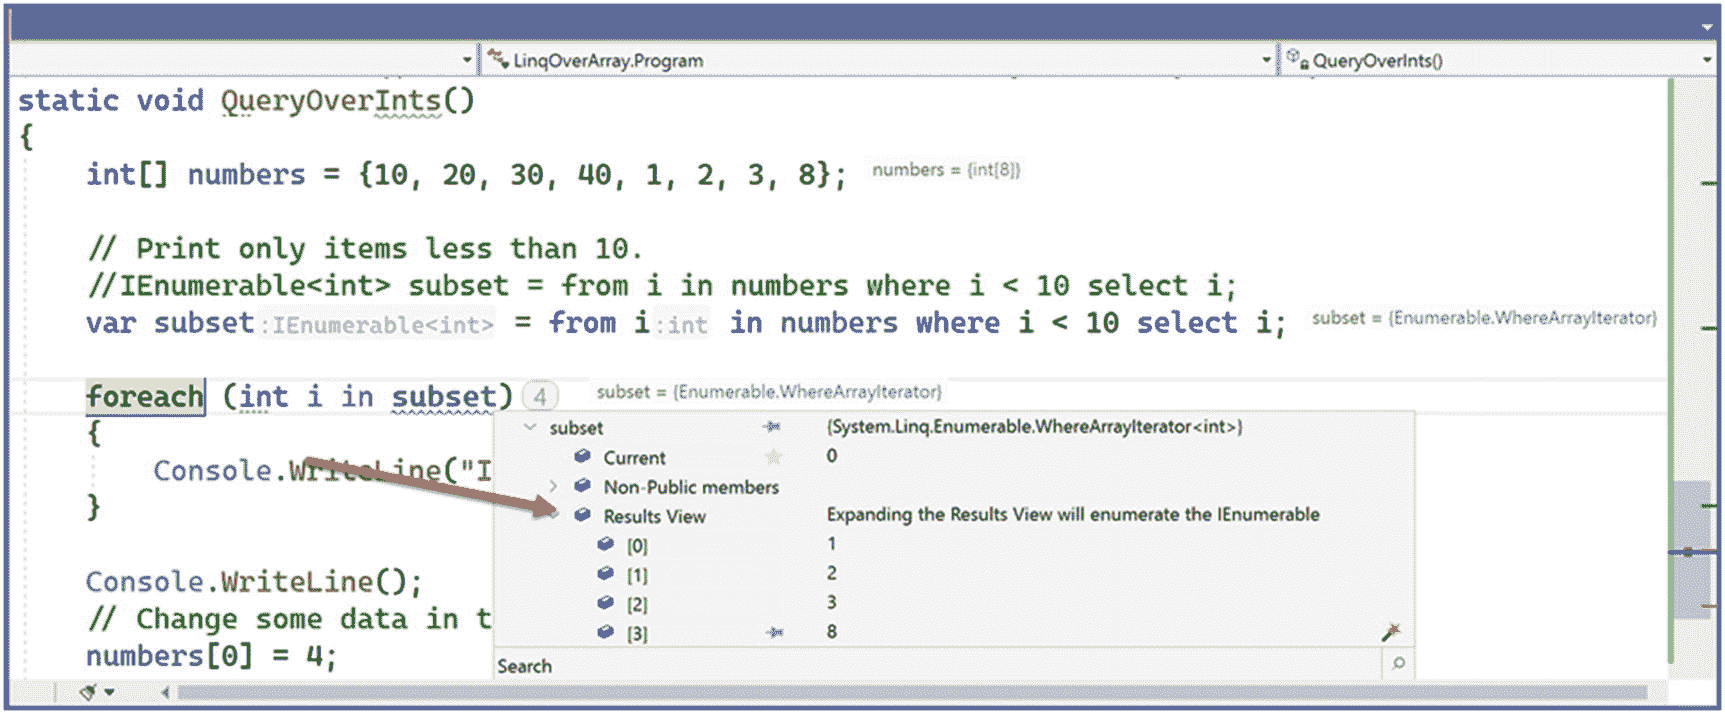 LinqOverArray.Program QueryOverInts()
static void QueryOverInts()
{
int[] numbers = {10, 20, 30, 40, 1, 2, 3, 8}; numbers = {int[8]}
// Print only items less than 10.
//IEnumerable<int> subset = from i in numbers where i < 10 select i;
var subset :IEnumerable<int> = from i :int in numbers where i < 10 select i; subset = {Enumerable.WhereArrayIterator}
foreach (int i in subset) 4 subset = {Enumerable.WhereArrayIterator}
{ subset {System.Linq.Enumerable.WhereArrayIterator<int>}
Current 0
Console.WriteLine("I
Non-Public members
} Results View Expanding the Results View will enumerate the IEnumerable
[0] 1
Console.WriteLine(); [1] 2
// Change some data in t [2] 3
[3] 8
numbers[0] = 4;
Search